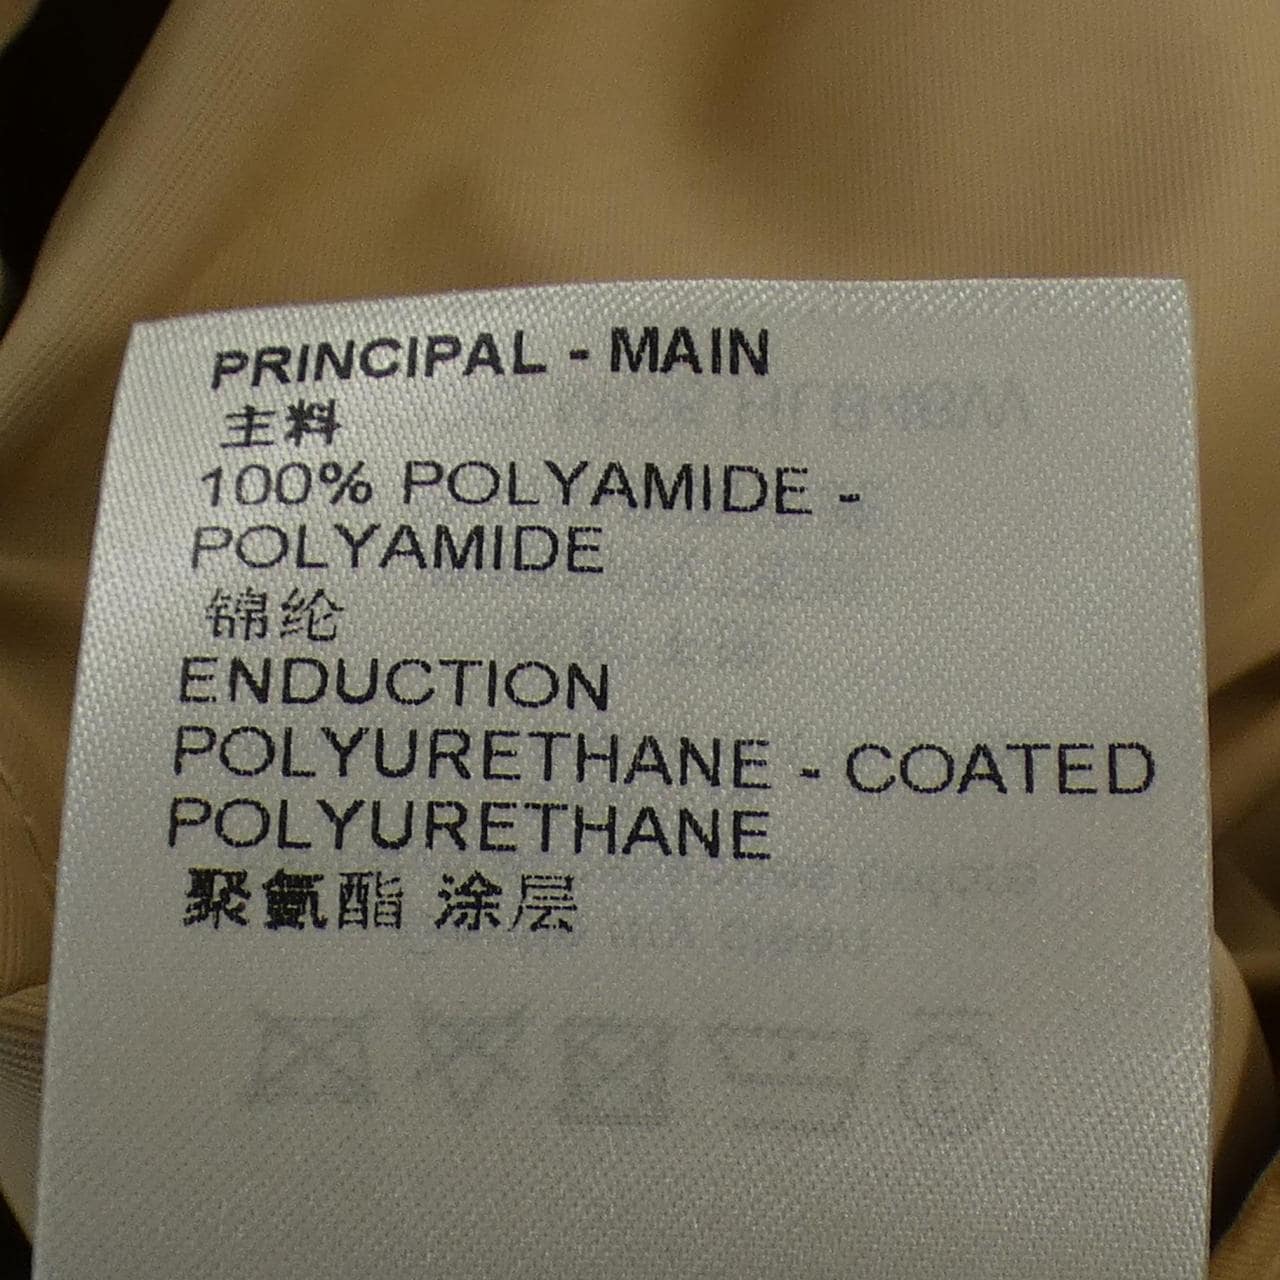 PRINCIPAL - MAIN
主料
100% POLYAMIDE -
POLYAMIDE
锦纶
ENDUCTION
POLYURETHANE - COATED
POLYURETHANE
聚氨酯 涂层